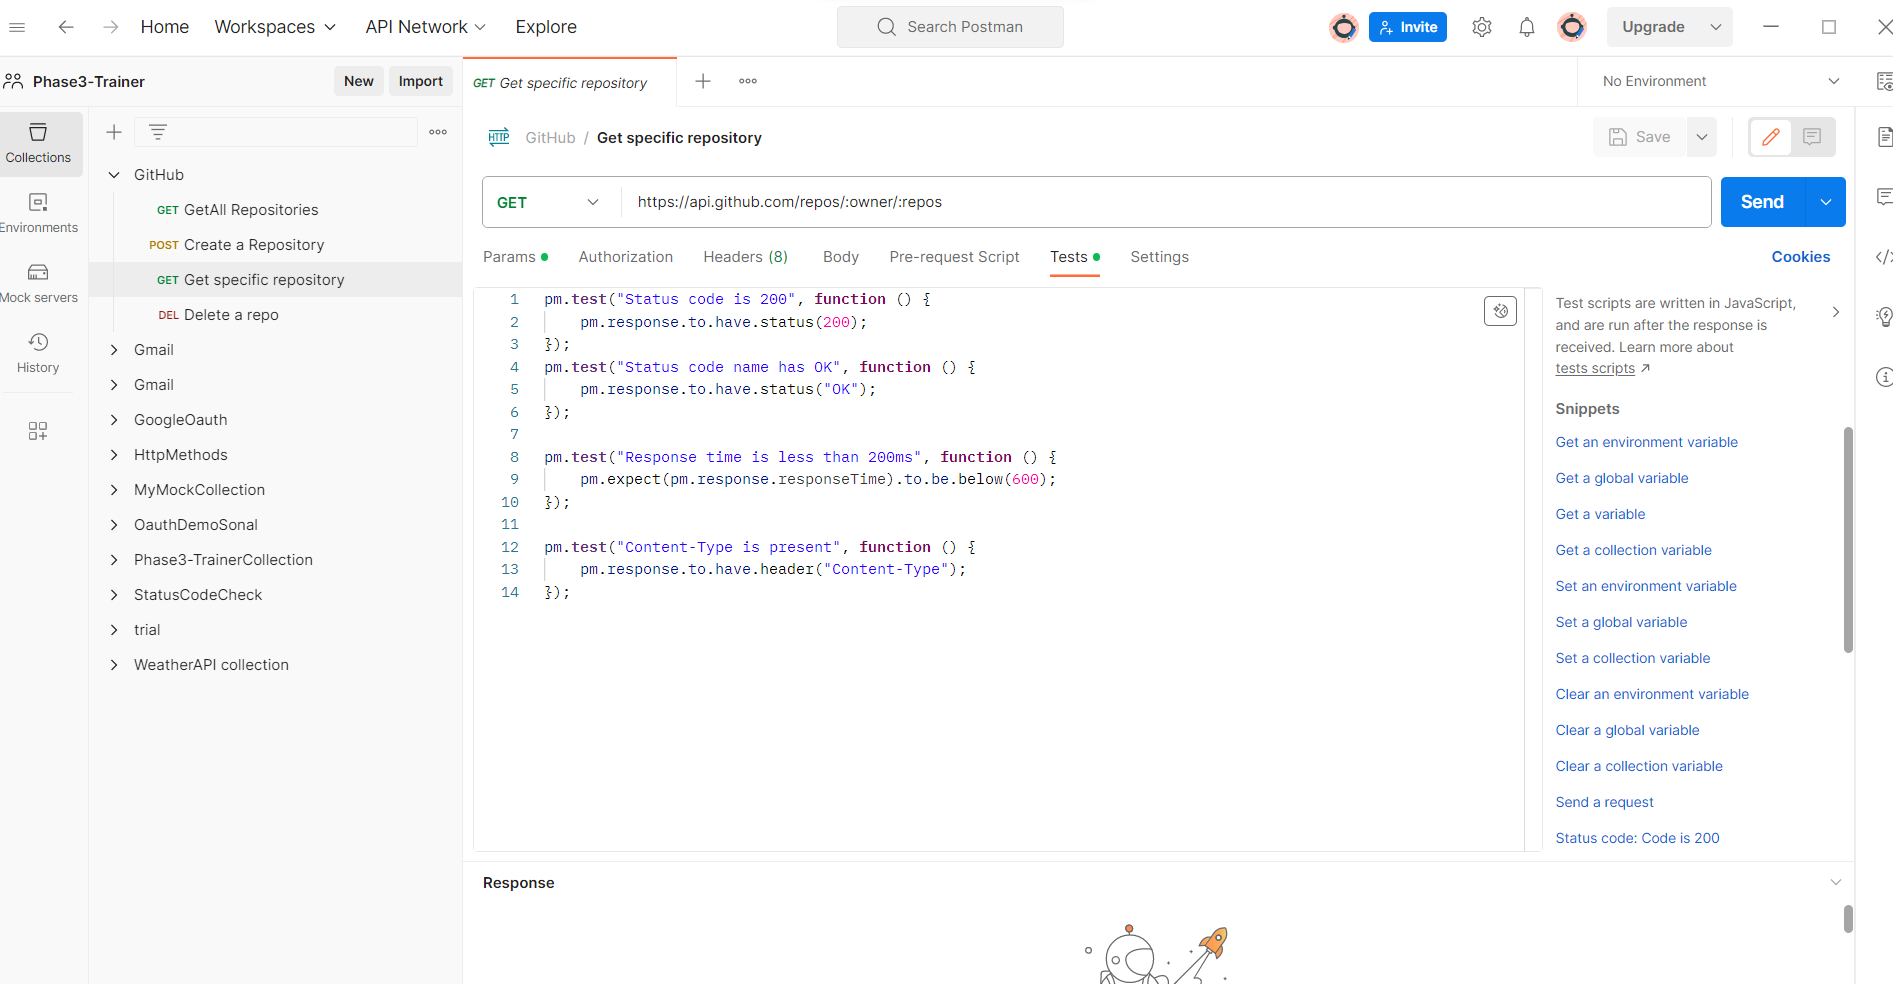 Home Workspaces API Network Explore Search Postman Invite Upgrade
Phase3-Trainer New Import GET Get specific repository No Environment
HTTP GitHub / Get specific repository Save
Collections
Environments
Mock servers
History
GitHub
GET GetAll Repositories
POST Create a Repository
GET Get specific repository
DEL Delete a repo
Gmail
Gmail
GoogleOauth
HttpMethods
MyMockCollection
OauthDemoSonal
Phase3-TrainerCollection
StatusCodeCheck
trial
WeatherAPI collection
GET https://api.github.com/repos/:owner/:repos Send
Params Authorization Headers (8) Body Pre-request Script Tests Settings Cookies
1 pm.test("Status code is 200", function () {
2 pm.response.to.have.status(200);
3 });
4 pm.test("Status code name has OK", function () {
5 pm.response.to.have.status("OK");
6 });
7
8 pm.test("Response time is less than 200ms", function () {
9 pm.expect(pm.response.responseTime).to.be.below(600);
10 });
11
12 pm.test("Content-Type is present", function () {
13 pm.response.to.have.header("Content-Type");
14 });
Test scripts are written in JavaScript,
and are run after the response is
received. Learn more about
tests scripts ↗
Snippets
Get an environment variable
Get a global variable
Get a variable
Get a collection variable
Set an environment variable
Set a global variable
Set a collection variable
Clear an environment variable
Clear a global variable
Clear a collection variable
Send a request
Status code: Code is 200
Response